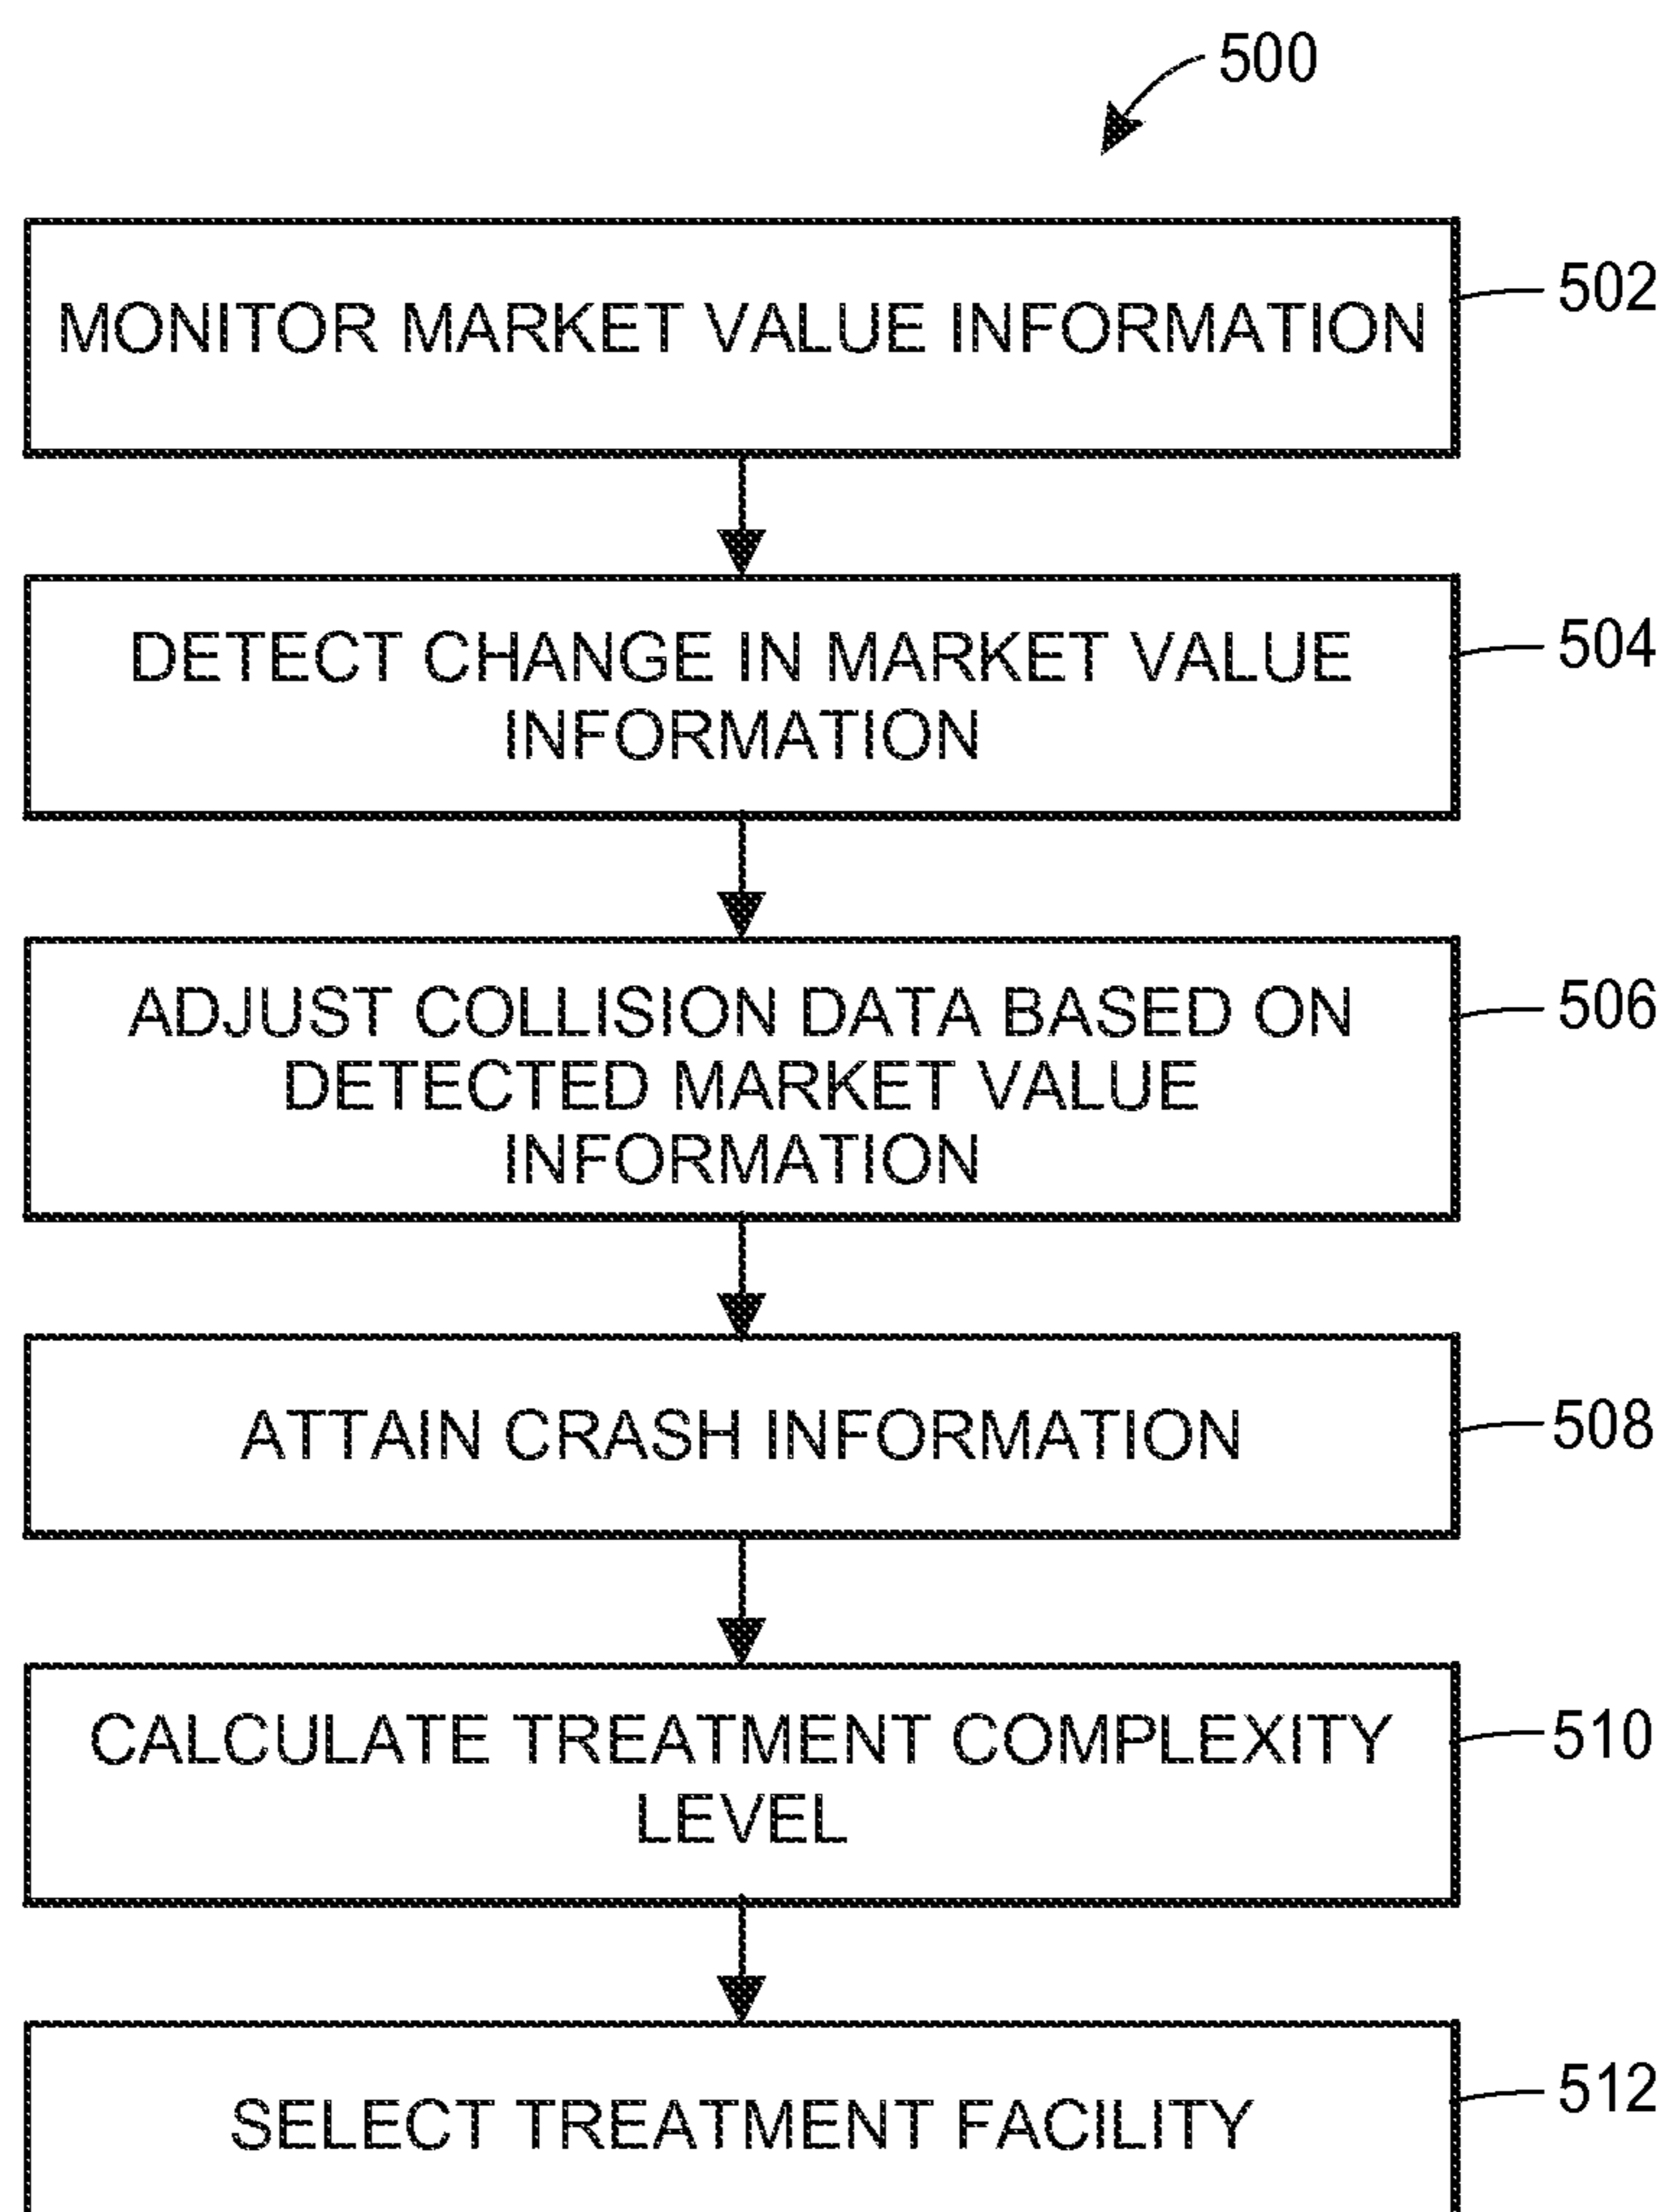 500
MONITOR MARKET VALUE INFORMATION
502
DETECT CHANGE IN MARKET VALUE
INFORMATION
504
ADJUST COLLISION DATA BASED ON
DETECTED MARKET VALUE
INFORMATION
506
ATTAIN CRASH INFORMATION
508
CALCULATE TREATMENT COMPLEXITY
LEVEL
510
SELECT TREATMENT FACILITY
512